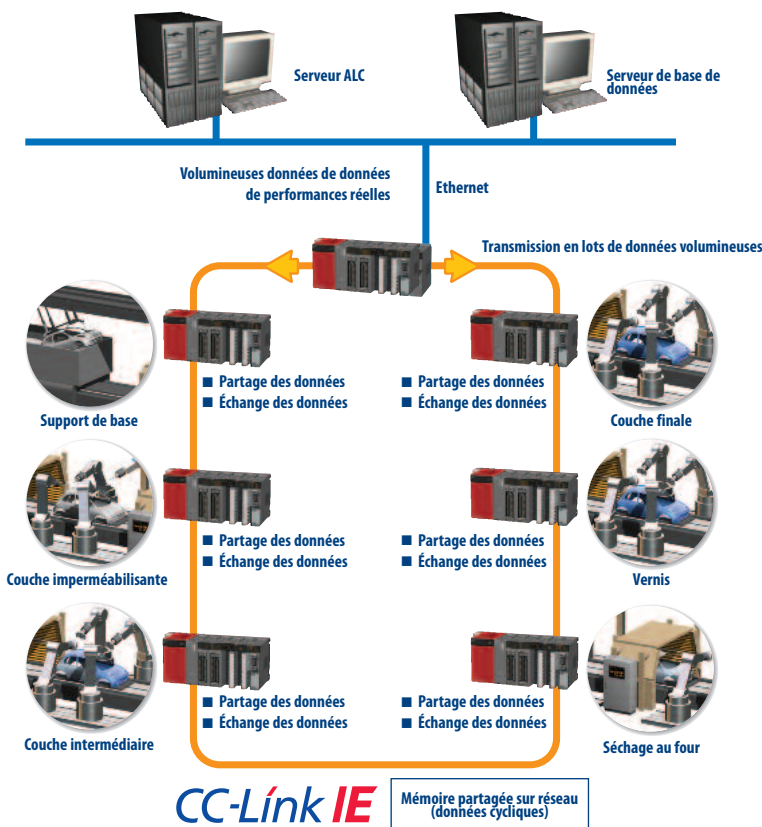 Serveur ALC
Serveur de base de
données
Volumineuses données de données
de performances réelles
Ethernet
Transmission en lots de données volumineuses
■ Partage des données
■ Échange des données
■ Partage des données
■ Échange des données
Support de base
Couche finale
■ Partage des données
■ Échange des données
■ Partage des données
■ Échange des données
Couche imperméabilisante
Vernis
■ Partage des données
■ Échange des données
■ Partage des données
■ Échange des données
Couche intermédiaire
Séchage au four
CC-Línk IE
Mémoire partagée sur réseau
(données cycliques)